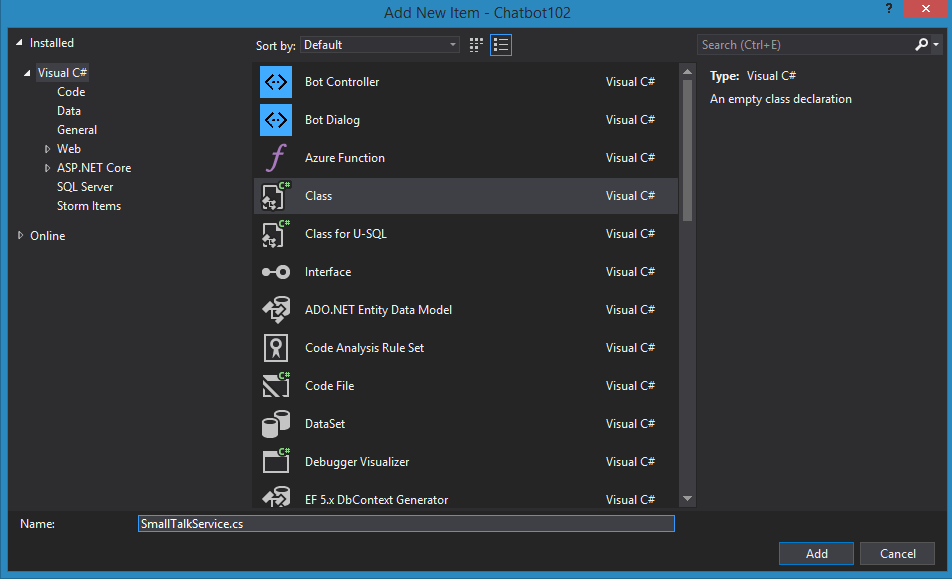 Add New Item - Chatbot102
?
Installed
Visual C#
Code
Data
General
Web
ASP.NET Core
SQL Server
Storm Items
Online
Sort by: Default
Bot Controller Visual C#
Bot Dialog Visual C#
Azure Function Visual C#
C#
Class Visual C#
C#
Class for U-SQL Visual C#
Interface Visual C#
ADO.NET Entity Data Model Visual C#
Code Analysis Rule Set Visual C#
C#
Code File Visual C#
DataSet Visual C#
C#
Debugger Visualizer Visual C#
EF 5.x DbContext Generator Visual C#
Search (Ctrl+E)
Type: Visual C#
An empty class declaration
Name: SmallTalkService.cs
Add Cancel